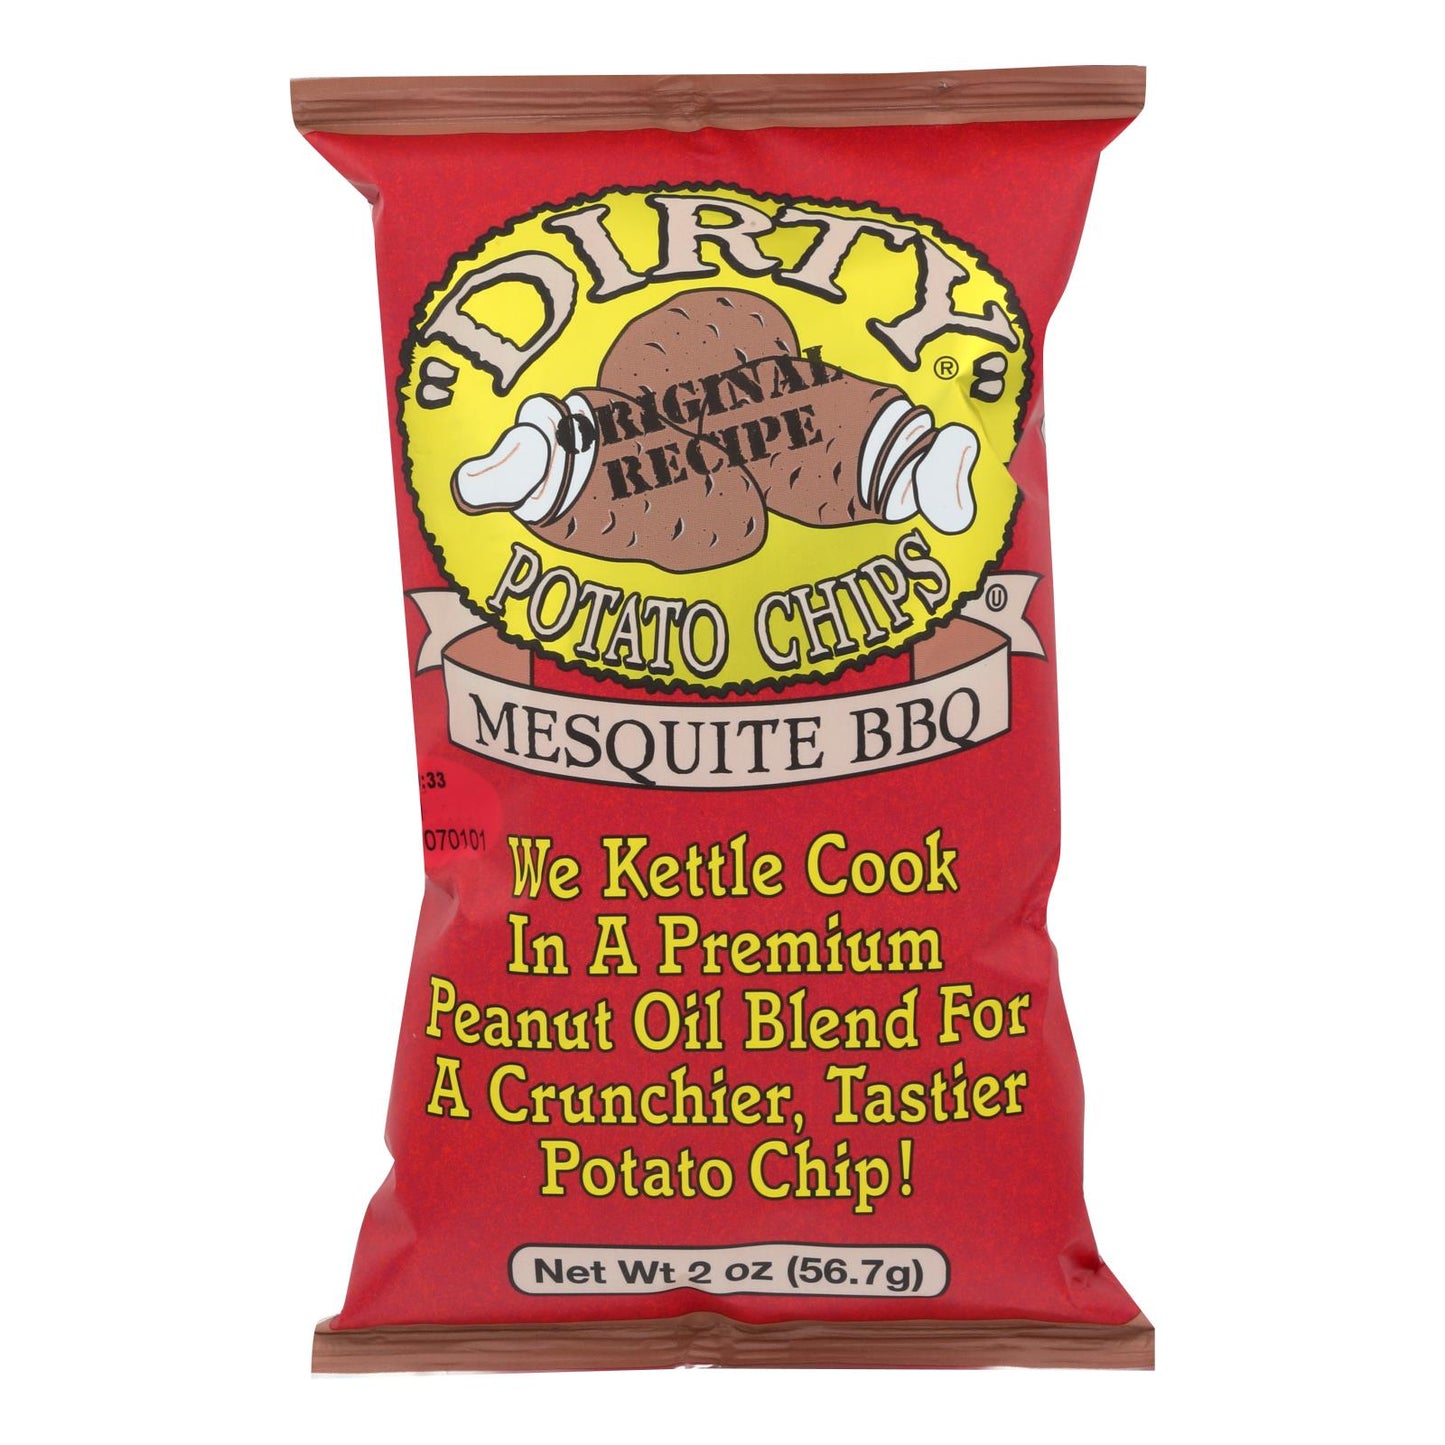 "DIRTY"®
ORIGINAL
RECIPE
POTATO CHIPS
U
MESQUITE BBQ
:33
070101
We Kettle Cook
In A Premium
Peanut Oil Blend For
A Crunchier, Tastier
Potato Chip!
Net Wt 2 oz (56.7g)